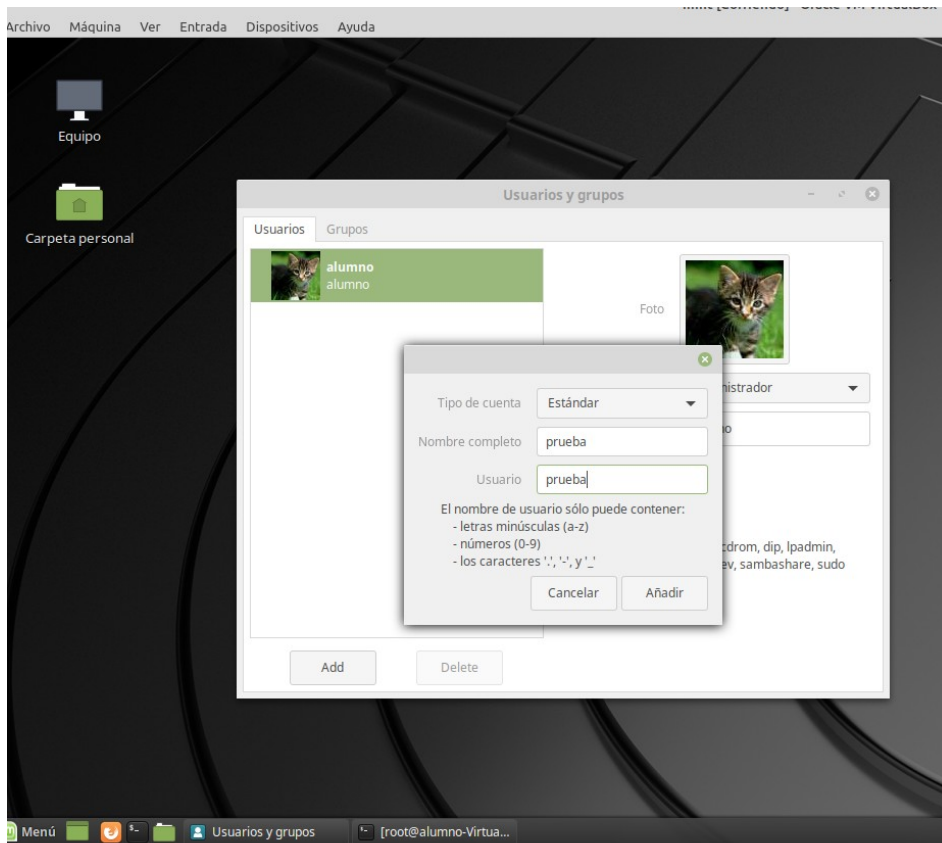 Archivo Máquina Ver Entrada Dispositivos Ayuda
Equipo
Carpeta personal
Usuarios y grupos
Usuarios Grupos
alumno
alumno
Foto
Tipo de cuenta Estándar
Nombre completo prueba
Usuario prueba
El nombre de usuario sólo puede contener:
- letras minúsculas (a-z)
- números (0-9)
- los caracteres '.', '-', y '_'
Cancelar Añadir
nistrador
cdrom, dip, lpadmin,
ev, sambashare, sudo
Add Delete
Menú Usuarios y grupos [root@alumno-Virtua...